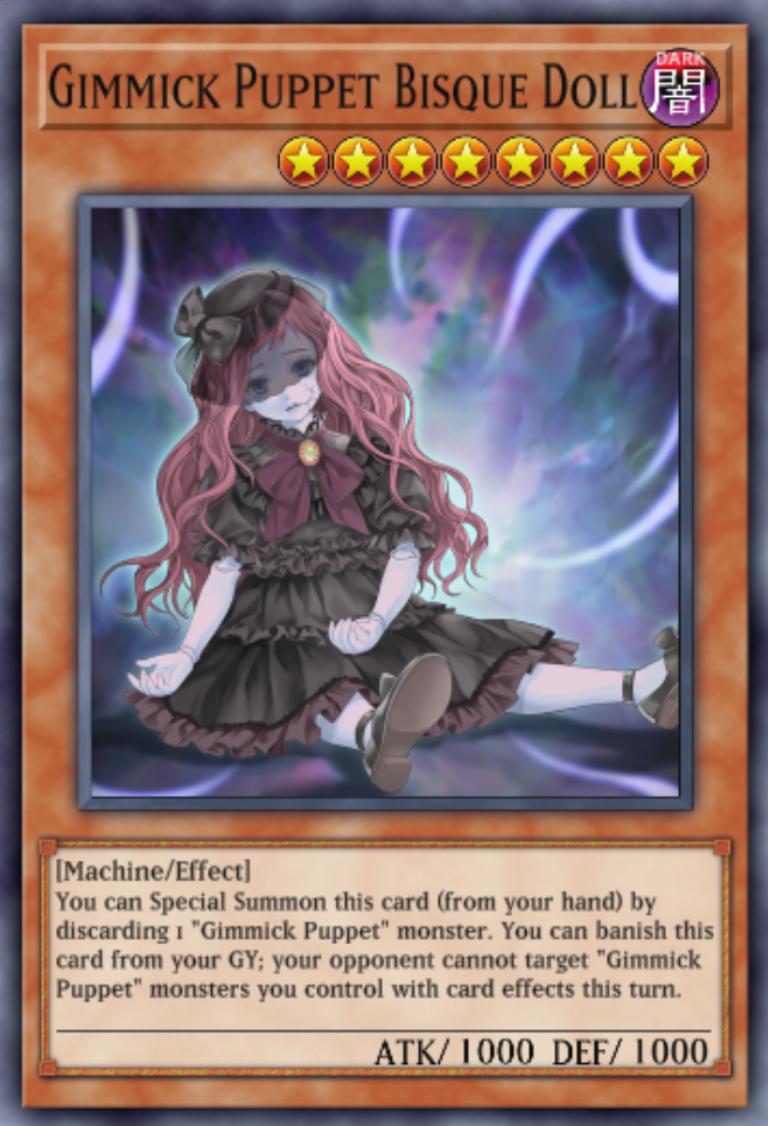 GIMMICK PUPPET BISQUE DOLL
DARK
闇
[Machine/Effect]
You can Special Summon this card (from your hand) by
discarding 1 "Gimmick Puppet" monster. You can banish this
card from your GY; your opponent cannot target "Gimmick
Puppet" monsters you control with card effects this turn.
ATK/ 1000 DEF/ 1000